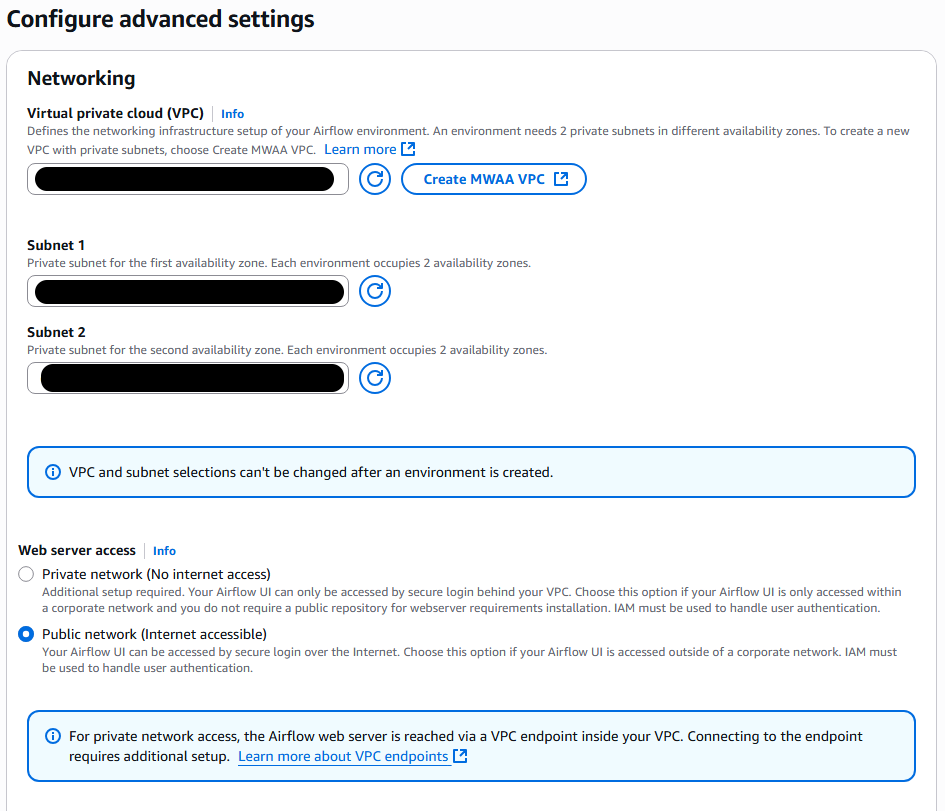 Configure advanced settings
Networking
Virtual private cloud (VPC) Info
Defines the networking infrastructure setup of your Airflow environment. An environment needs 2 private subnets in different availability zones. To create a new
VPC with private subnets, choose Create MWAA VPC. Learn more
Create MWAA VPC
Subnet 1
Private subnet for the first availability zone. Each environment occupies 2 availability zones.
Subnet 2
Private subnet for the second availability zone. Each environment occupies 2 availability zones.
VPC and subnet selections can't be changed after an environment is created.
Web server access Info
Private network (No internet access)
Additional setup required. Your Airflow UI can only be accessed by secure login behind your VPC. Choose this option if your Airflow UI is only accessed within
a corporate network and you do not require a public repository for webserver requirements installation. IAM must be used to handle user authentication.
Public network (Internet accessible)
Your Airflow UI can be accessed by secure login over the Internet. Choose this option if your Airflow UI is accessed outside of a corporate network. IAM must
be used to handle user authentication.
For private network access, the Airflow web server is reached via a VPC endpoint inside your VPC. Connecting to the endpoint
requires additional setup. Learn more about VPC endpoints